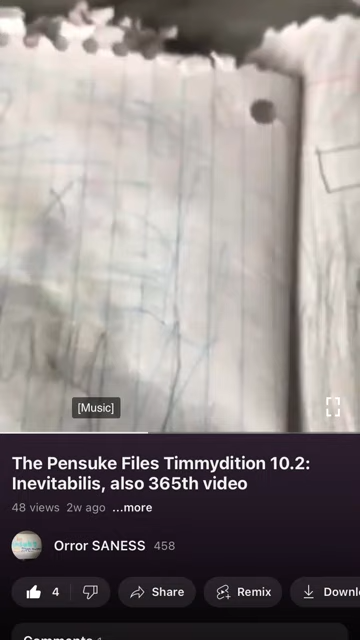 [Music]
The Pensuke Files Timmydition 10.2:
Inevitabilis, also 365th video
48 views 2w ago ...more
Orror SANESS 458
4 Share Remix Downl
Comments